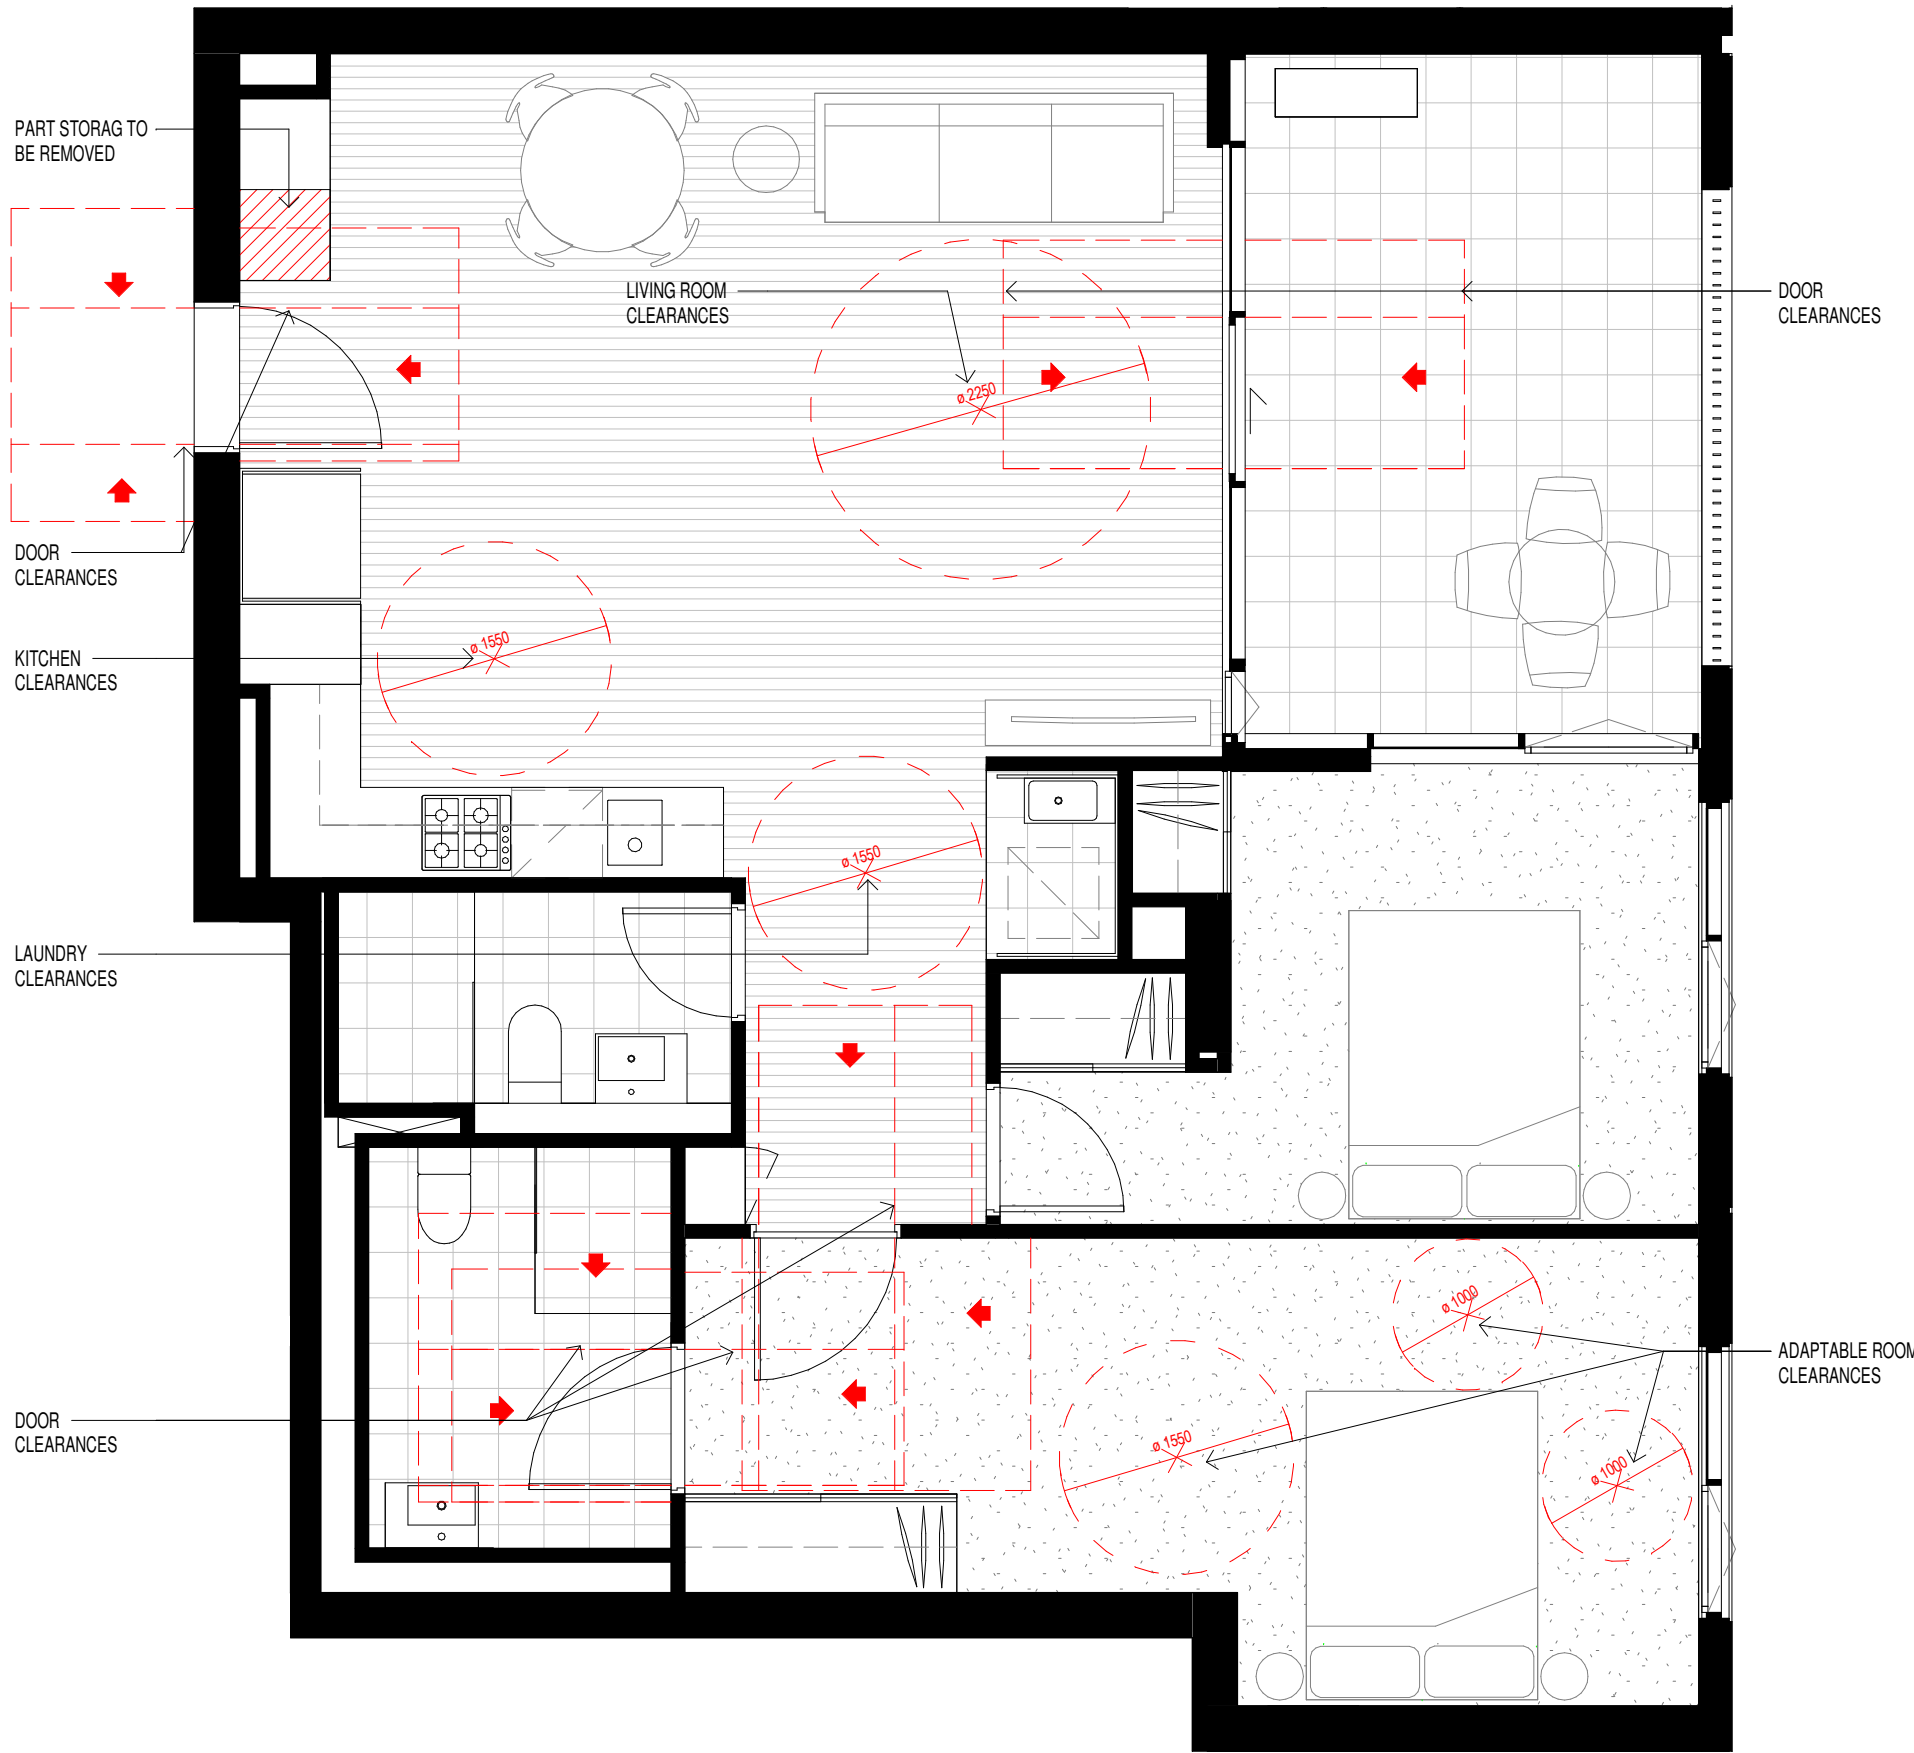 PART STORAG TO
BE REMOVED
LIVING ROOM
CLEARANCES
DOOR
CLEARANCES
ø 2250
DOOR
CLEARANCES
KITCHEN
CLEARANCES
ø 1550
ø 1550
LAUNDRY
CLEARANCES
ø 1000
ADAPTABLE ROOM
CLEARANCES
DOOR
CLEARANCES
ø 1550
ø 1000